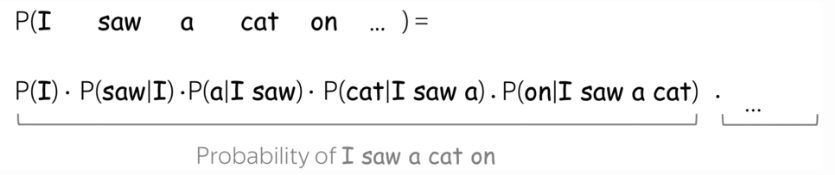 P(I saw a cat on ... ) =
P(I) · P(saw|I) · P(a|I saw) · P(cat|I saw a) · P(on|I saw a cat) · ...
Probability of I saw a cat on